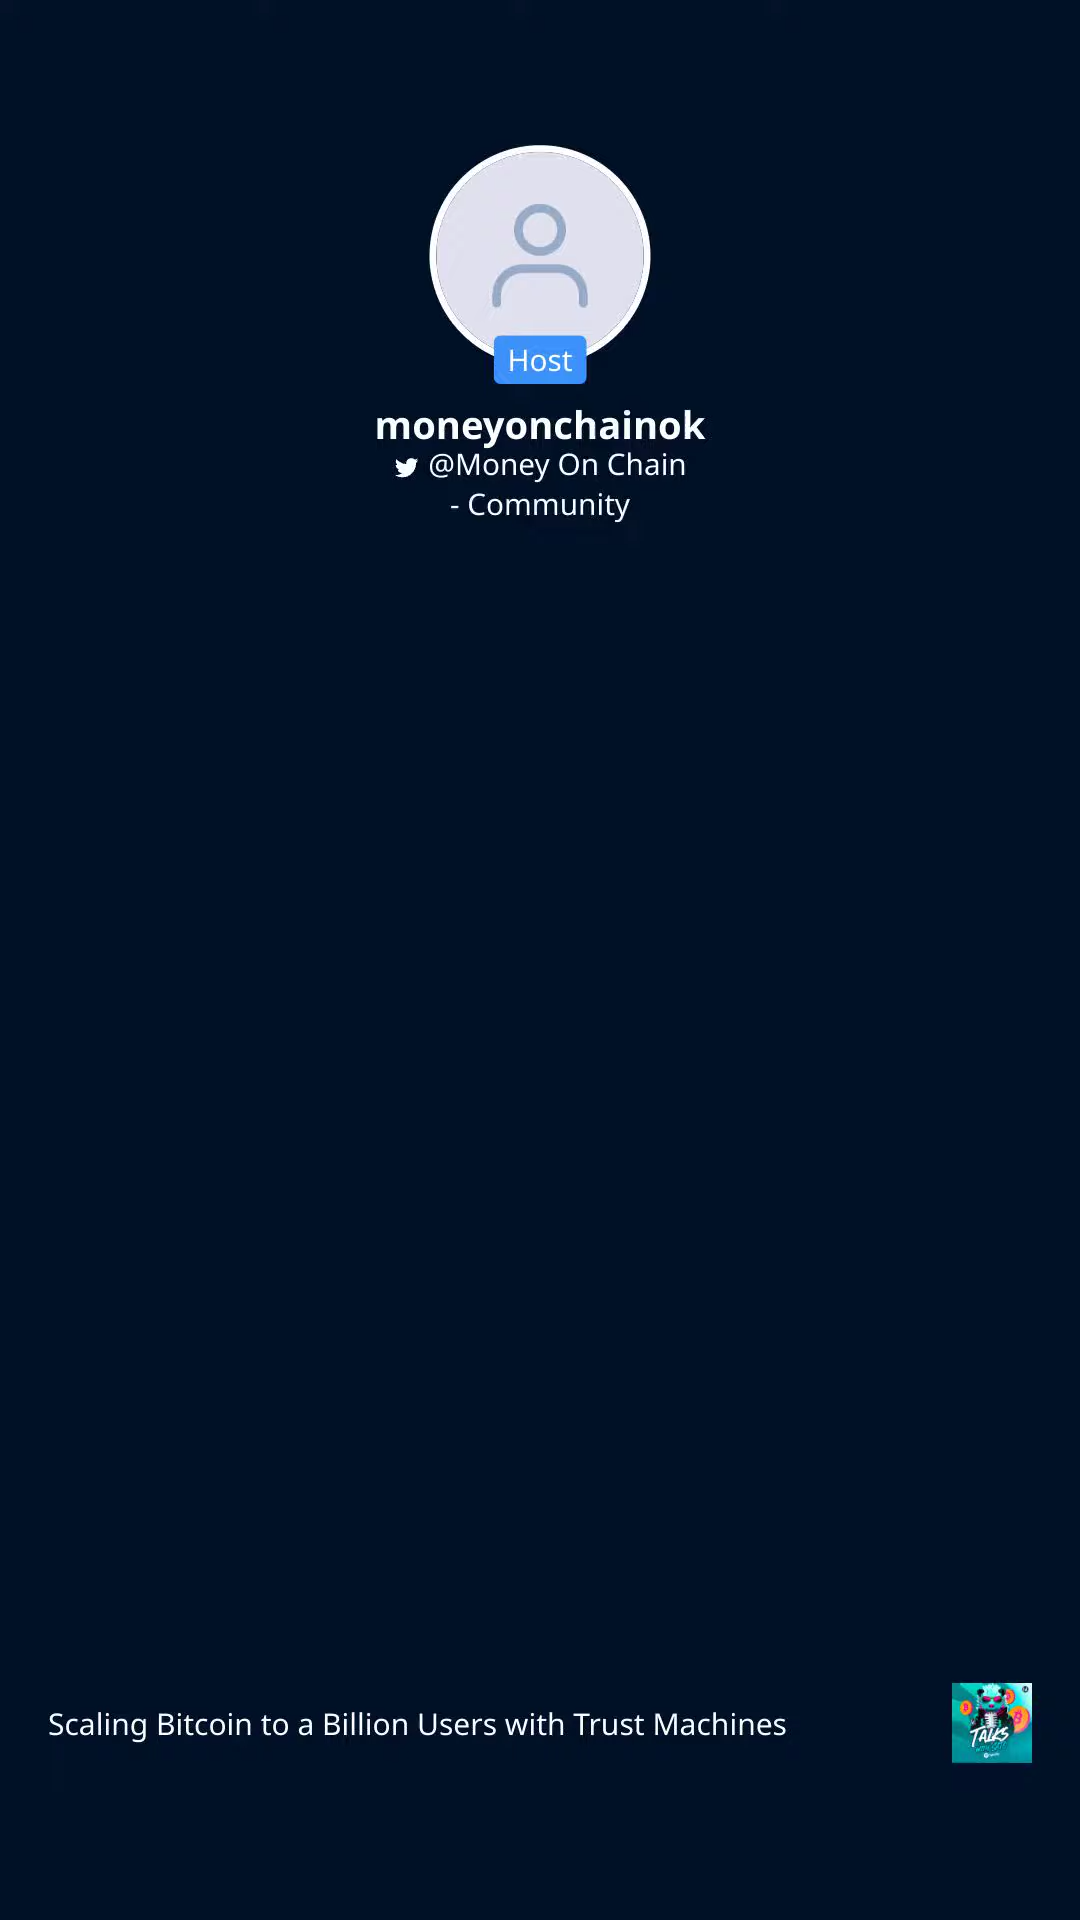 Host
moneyonchainok
@Money On Chain
- Community
Scaling Bitcoin to a Billion Users with Trust Machines
TALKS